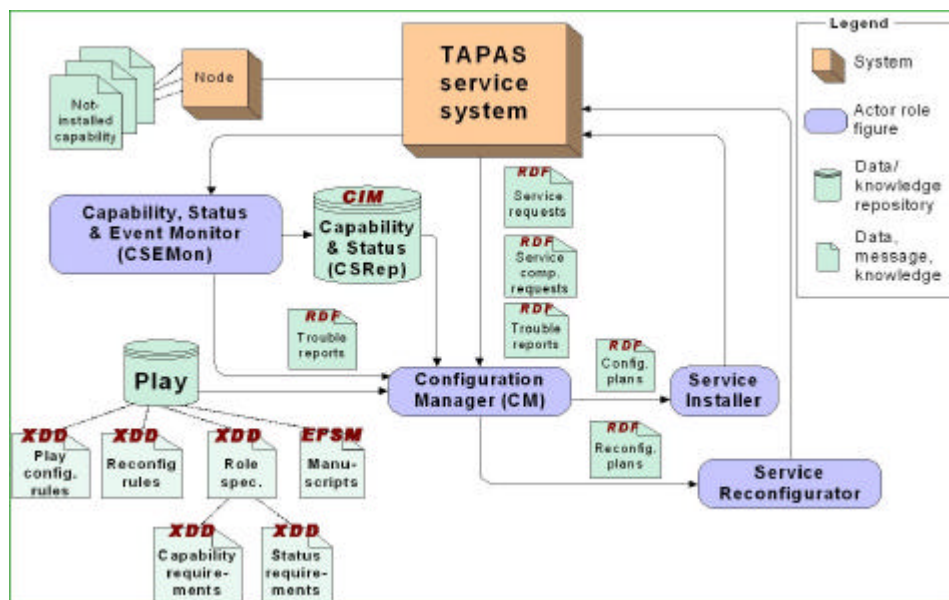 Legend
System
Actor role
figure
Data/
knowledge
repository
Data,
message,
knowledge
TAPAS
service
system
Node
Not-
installed
capability
Capability, Status
& Event Monitor
(CSEMon)
CIM
Capability
& Status
(CSRep)
RDF
Service
requests
RDF
Service
comp.
requests
RDF
Trouble
reports
RDF
Trouble
reports
Play
Configuration
Manager (CM)
RDF
Config.
plans
Service
Installer
RDF
Reconfig.
plans
Service
Reconfigurator
XDD
Play
config.
rules
XDD
Reconfig
rules
XDD
Role
spec.
EFSM
Manu-
scripts
XDD
Capability
require-
ments
XDD
Status
require-
ments